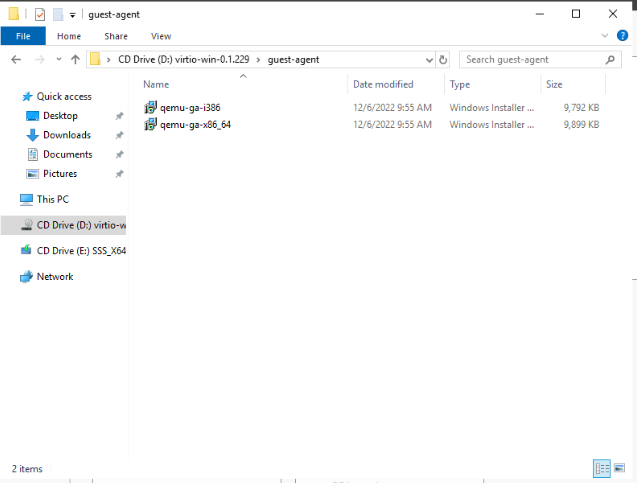 guest-agent
File Home Share View
CD Drive (D:) virtio-win-0.1.229 guest-agent Search guest-agent
Name Date modified Type Size
Quick access
Desktop
Downloads
Documents
Pictures
This PC
CD Drive (D:) virtio-w
CD Drive (E:) SSS_X64
Network
qemu-ga-i386 12/6/2022 9:55 AM Windows Installer ... 9,792 KB
qemu-ga-x86_64 12/6/2022 9:55 AM Windows Installer ... 9,899 KB
2 items